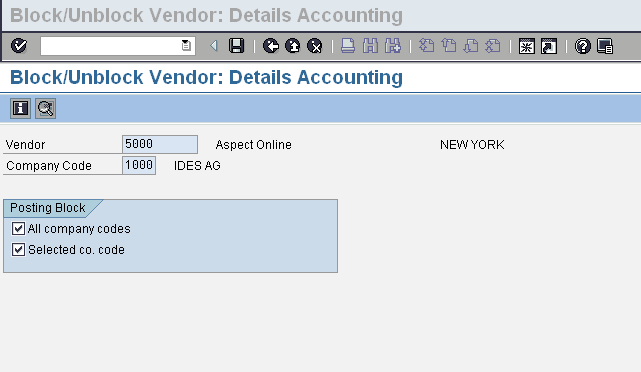 Block/Unblock Vendor: Details Accounting
Block/Unblock Vendor: Details Accounting
Vendor 5000 Aspect Online NEW YORK
Company Code 1000 IDES AG
Posting Block
All company codes
Selected co. code